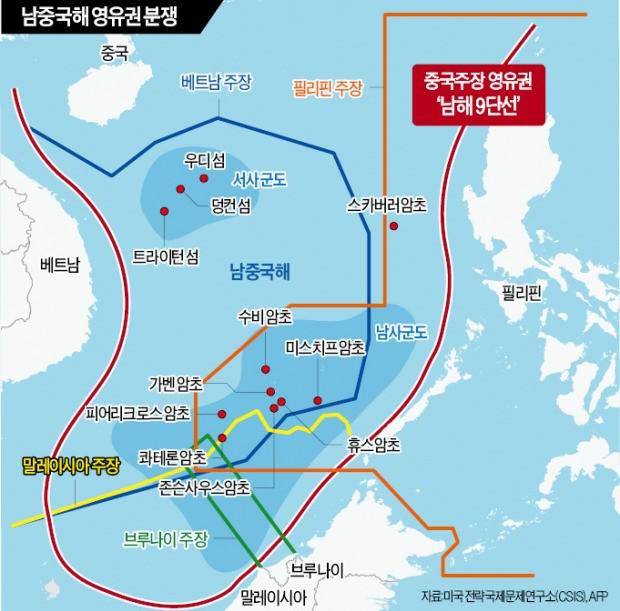 남중국해 영유권 분쟁
중국
베트남 주장
필리핀 주장
중국주장 영유권
‘남해 9단선’
우디 섬
서사군도
덩컨 섬
스카버러 암초
트라이턴 섬
베트남
남중국해
필리핀
수비 암초
남사군도
미스치프 암초
가벤 암초
피어리크로스 암초
콰테론 암초
휴스 암초
말레이시아 주장
존슨사우스 암초
브루나이 주장
브루나이
말레이시아
자료:미국 전략국제문제연구소(CSIS), AFP